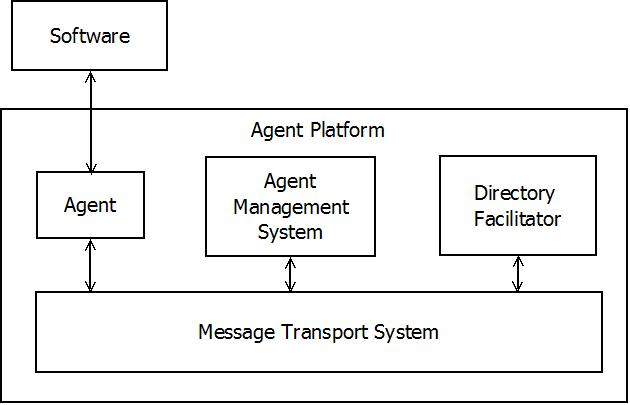 Software
Agent Platform
Agent
Agent
Management
System
Directory
Facilitator
Message Transport System